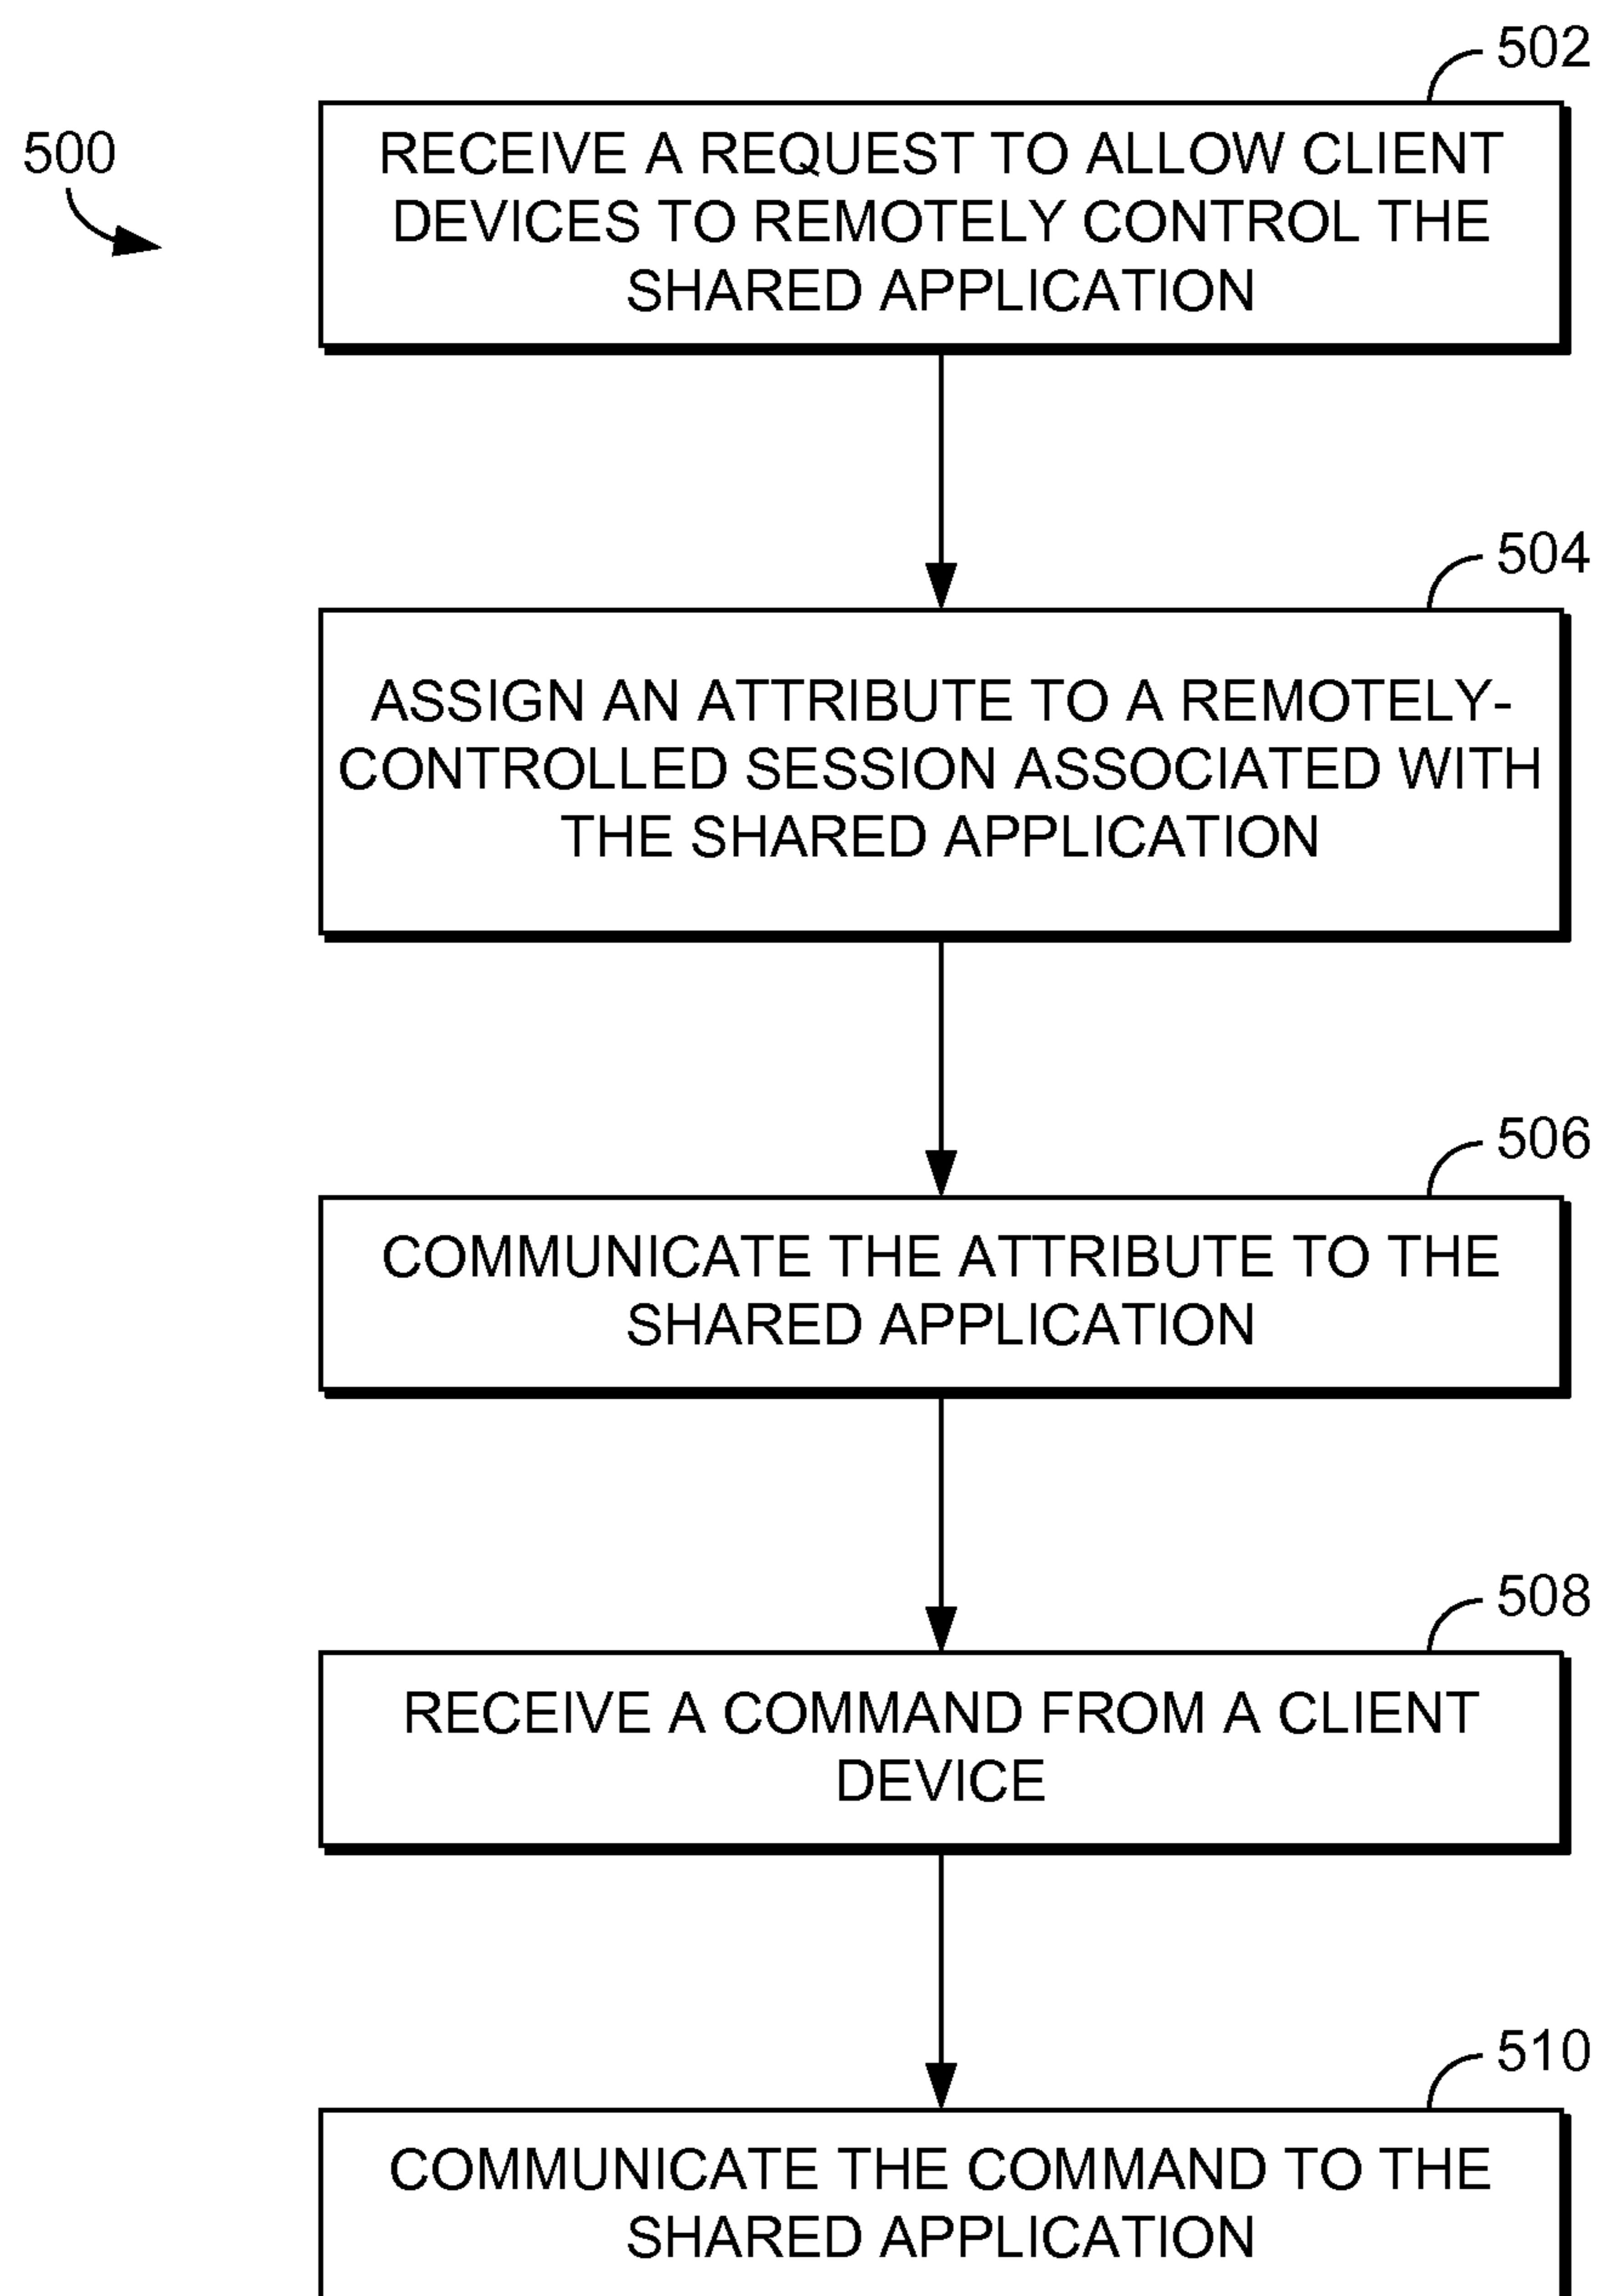 502
500
RECEIVE A REQUEST TO ALLOW CLIENT
DEVICES TO REMOTELY CONTROL THE
SHARED APPLICATION
504
ASSIGN AN ATTRIBUTE TO A REMOTELY-
CONTROLLED SESSION ASSOCIATED WITH
THE SHARED APPLICATION
506
COMMUNICATE THE ATTRIBUTE TO THE
SHARED APPLICATION
508
RECEIVE A COMMAND FROM A CLIENT
DEVICE
510
COMMUNICATE THE COMMAND TO THE
SHARED APPLICATION